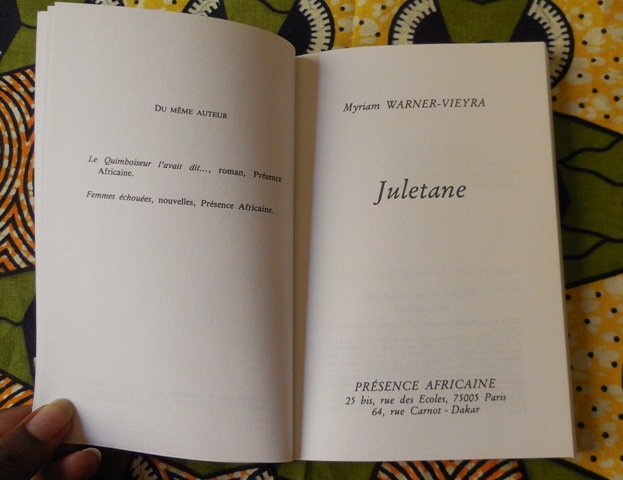 DU MÊME AUTEUR
Le Quimboiseur l'avait dit..., roman, Présence
Africaine.
Femmes échouées, nouvelles, Présence Africaine.
Myriam WARNER-VIEYRA
Juletane
PRÉSENCE AFRICAINE
25 bis, rue des Ecoles, 75005 Paris
64, rue Carnot - Dakar